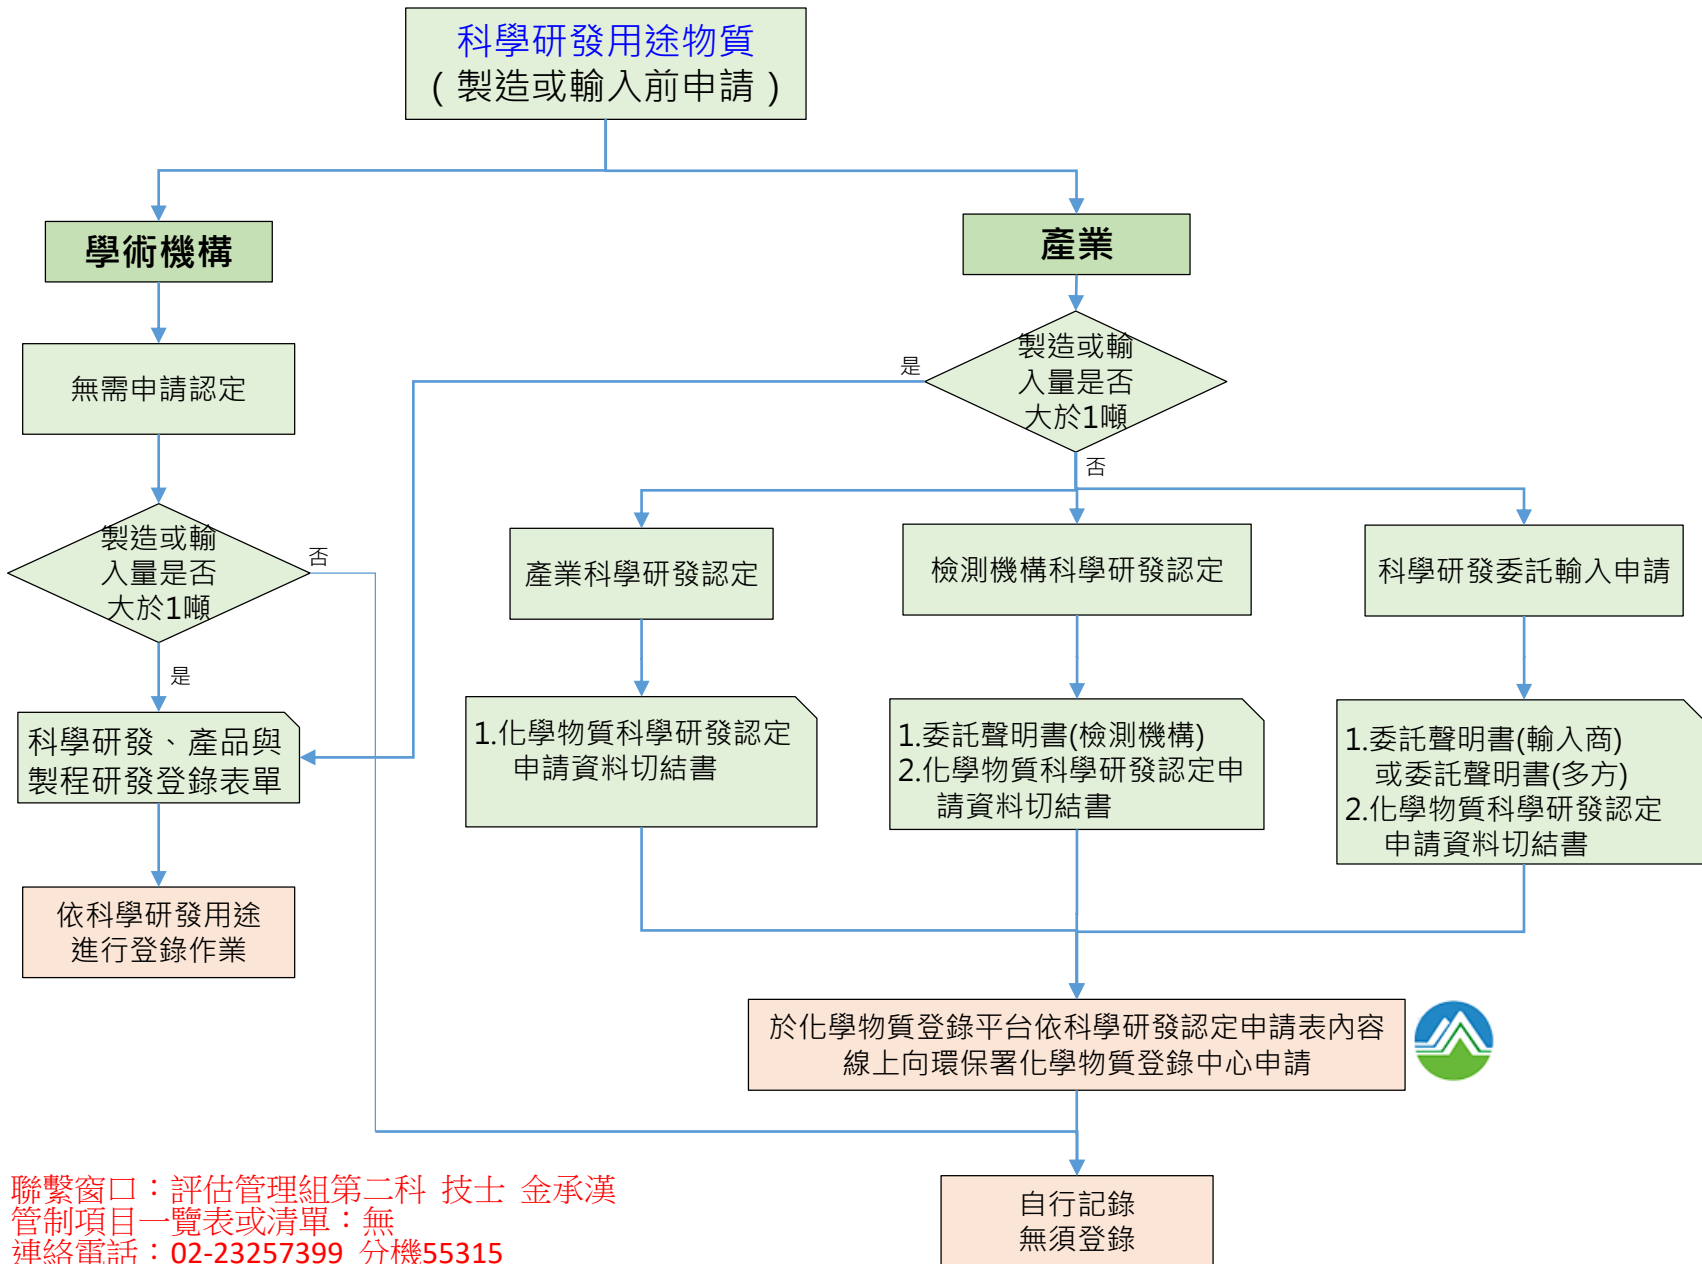 科學研發用途物質
（製造或輸入前申請）
學術機構
產業
無需申請認定
製造或輸
入量是否
大於1噸
是
否
製造或輸
入量是否
大於1噸
否
是
產業科學研發認定
檢測機構科學研發認定
科學研發委託輸入申請
科學研發、產品與
製程研發登錄表單
1.化學物質科學研發認定
申請資料切結書
1.委託聲明書(檢測機構)
2.化學物質科學研發認定申
請資料切結書
1.委託聲明書(輸入商)
或委託聲明書(多方)
2.化學物質科學研發認定
申請資料切結書
依科學研發用途
進行登錄作業
於化學物質登錄平台依科學研發認定申請表內容
線上向環保署化學物質登錄中心申請
自行記錄
無須登錄
聯繫窗口：評估管理組第二科 技士 金承漢
管制項目一覽表或清單：無
連絡電話：02-23257399 分機55315